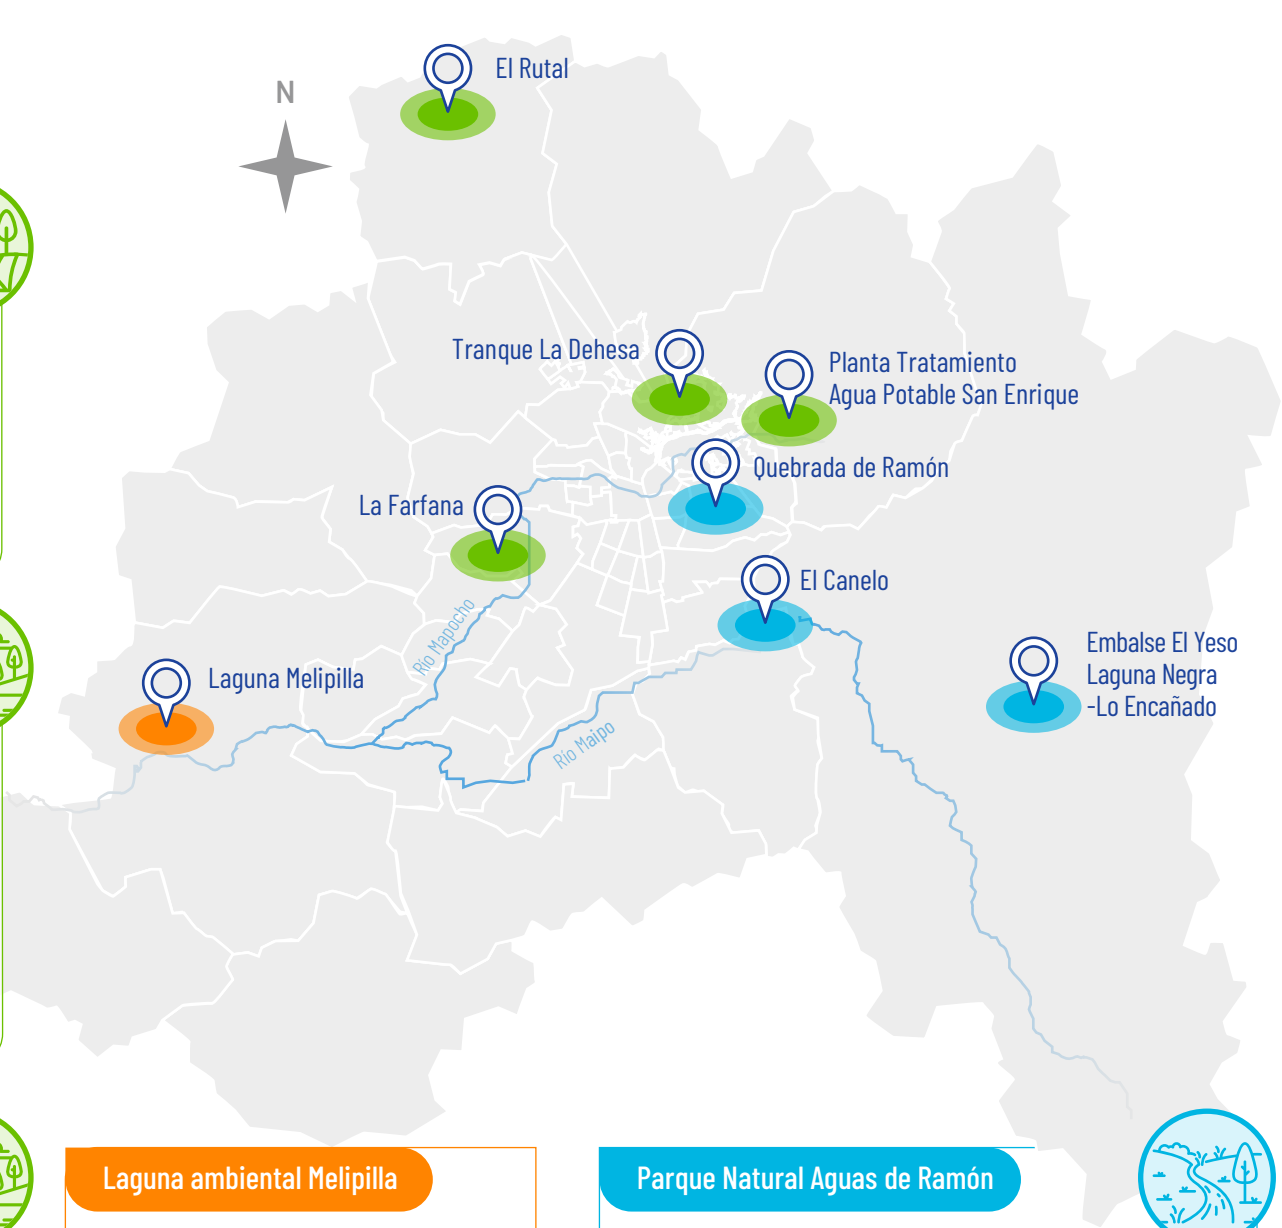 El Rutal
N
Tranque La Dehesa
Planta Tratamiento
Agua Potable San Enrique
Quebrada de Ramón
La Farfana
El Canelo
Río Mapocho
Embalse El Yeso
Laguna Negra
-Lo Encañado
Laguna Melipilla
Río Maipo
Laguna ambiental Melipilla
Parque Natural Aguas de Ramón